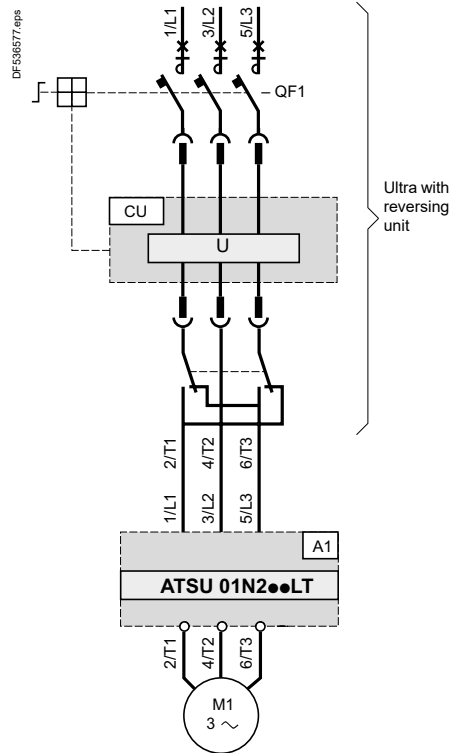 DF536577.eps
1/L1
3/L2
5/L3
QF1
Ultra with
reversing
unit
CU
U
2/T1
4/T2
6/T3
1/L1
3/L2
5/L3
A1
ATSU 01N2●●LT
2/T1
4/T2
6/T3
M1
3 ~